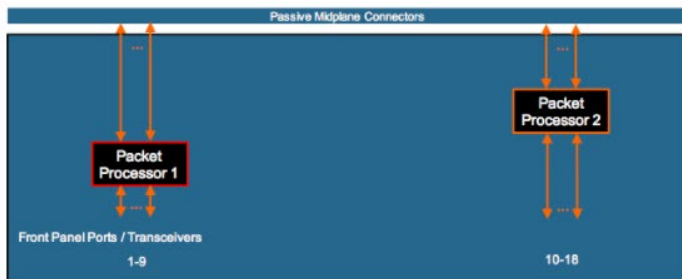 Passive Midplane Connectors
...
...
Packet
Processor 2
Packet
Processor 1
...
...
Front Panel Ports / Transceivers
1-9
10-18